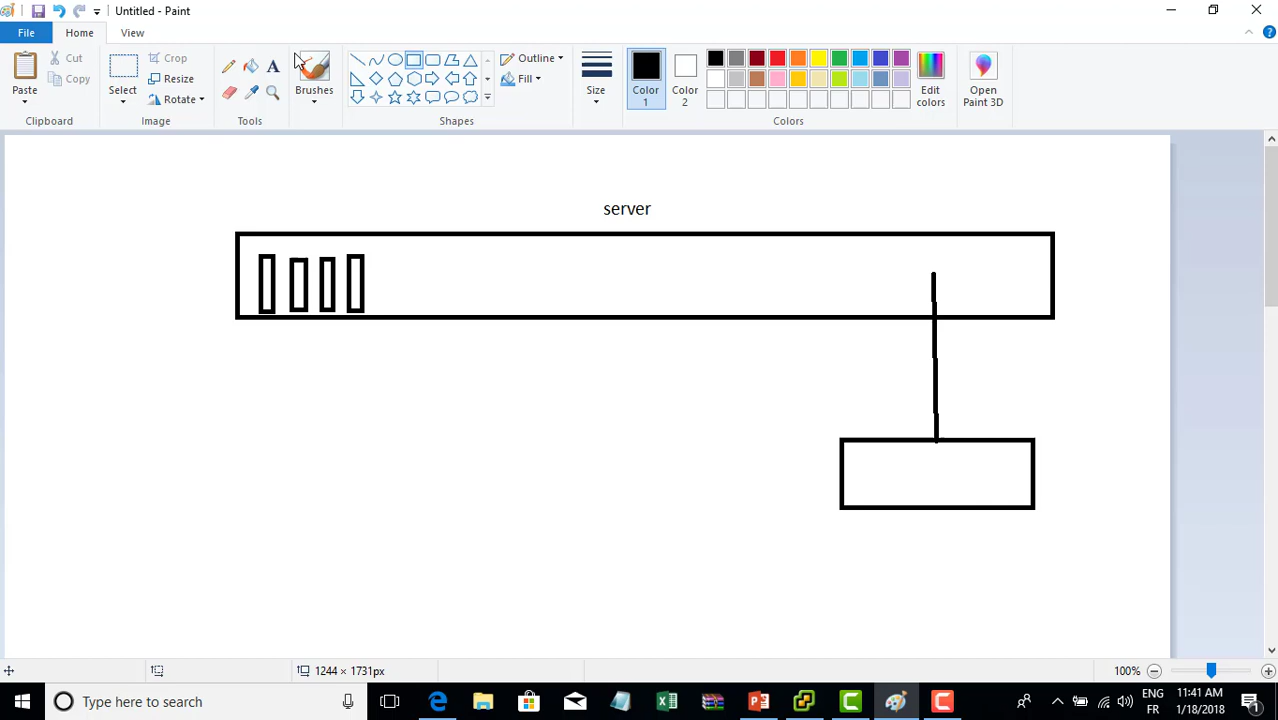 Untitled - Paint
File
Home
View
Paste
Cut
Copy
Clipboard
Select
Crop
Resize
Rotate
Image
A
Tools
Brushes
Outline
Fill
Shapes
Size
Color 1
Color 2
Edit colors
Open Paint 3D
Colors
server
1244 × 1731px
100%
Type here to search
ENG
FR
11:41 AM
1/18/2018
1